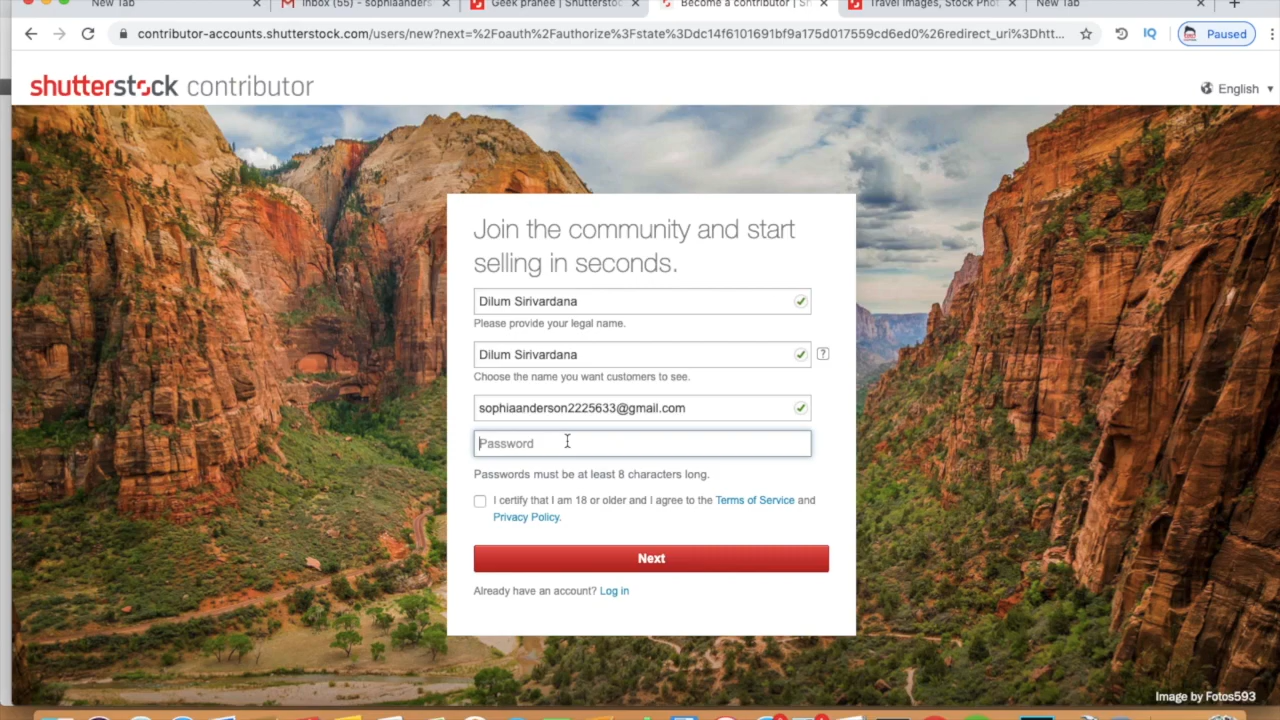 New Tab
Inbox (55) - sophiaanders
Geek pranee | Shutterstoc
Become a contributor | Sh
Travel Images, Stock Phot
New Tab
contributor-accounts.shutterstock.com/users/new?next=%2Foauth%2Fauthorize%3Fstate%3Ddc14f6101691bf9a175d017559cd6ed0%26redirect_uri%3Dhtt...
IQ
Paused
shutterstock contributor
English
Join the community and start
selling in seconds.
Dilum Sirivardana
Please provide your legal name.
Dilum Sirivardana
?
Choose the name you want customers to see.
sophiaanderson2225633@gmail.com
Password
Passwords must be at least 8 characters long.
I certify that I am 18 or older and I agree to the Terms of Service and
Privacy Policy.
Next
Already have an account? Log in
Image by Fotos593